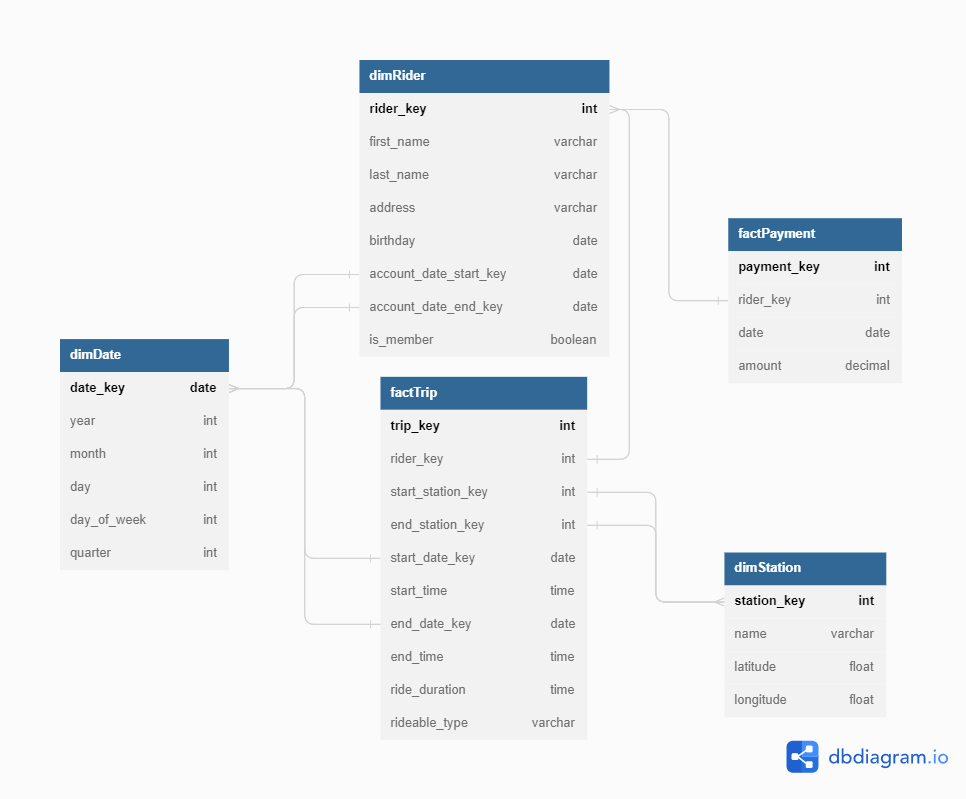 dimRider
rider_key int
first_name varchar
last_name varchar
address varchar
birthday date
account_date_start_key date
account_date_end_key date
is_member boolean
factPayment
payment_key int
rider_key int
date date
amount decimal
dimDate
date_key date
year int
month int
day int
day_of_week int
quarter int
factTrip
trip_key int
rider_key int
start_station_key int
end_station_key int
start_date_key date
start_time time
end_date_key date
end_time time
ride_duration time
rideable_type varchar
dimStation
station_key int
name varchar
latitude float
longitude float
dbdiagram.io